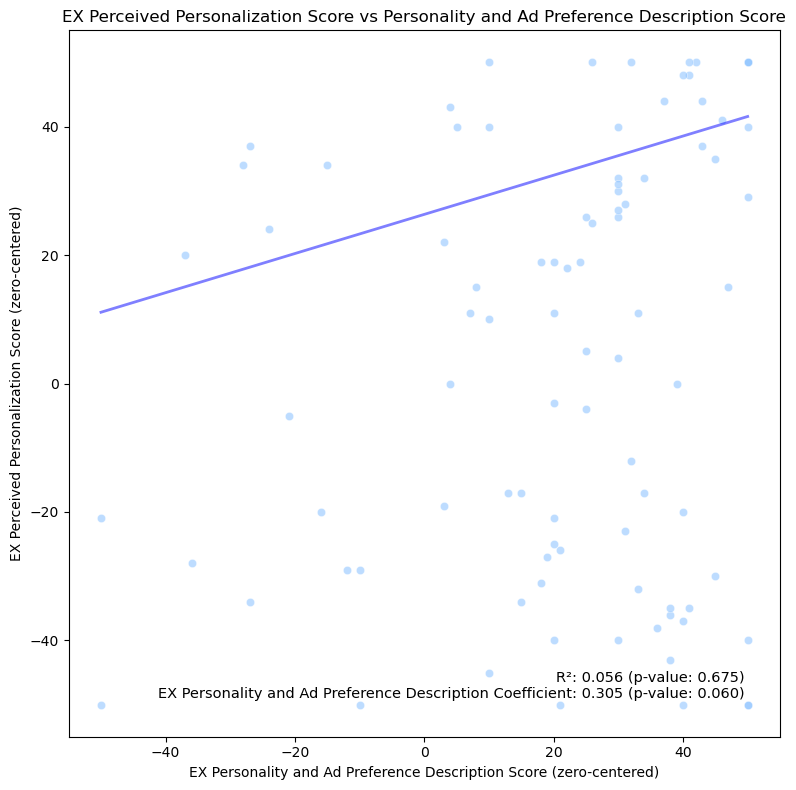 EX Perceived Personalization Score vs Personality and Ad Preference Description Score
EX Perceived Personalization Score (zero-centered)
40
20
0
−20
−40
R²: 0.056 (p-value: 0.675)
EX Personality and Ad Preference Description Coefficient: 0.305 (p-value: 0.060)
−40 −20 0 20 40
EX Personality and Ad Preference Description Score (zero-centered)